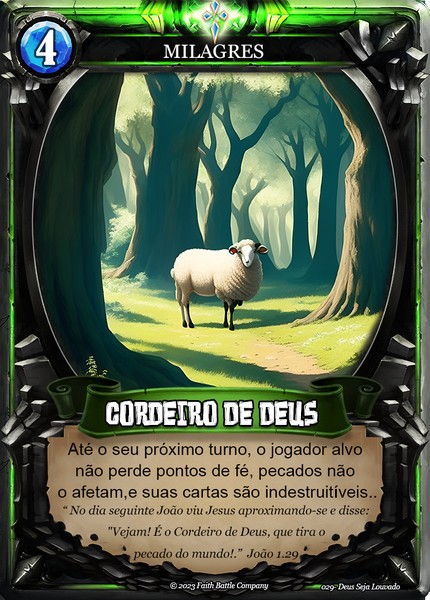 4
MILAGRES
CORDEIRO DE DEUS
Até o seu próximo turno, o jogador alvo
não perde pontos de fé, pecados não
o afetam,e suas cartas são indestruitíveis..
“ No dia seguinte João viu Jesus aproximando-se e disse:
"Vejam! É o Cordeiro de Deus, que tira o
pecado do mundo!.” João 1.29
© 2023 Faith Battle Company
029- Deus Seja Louvado